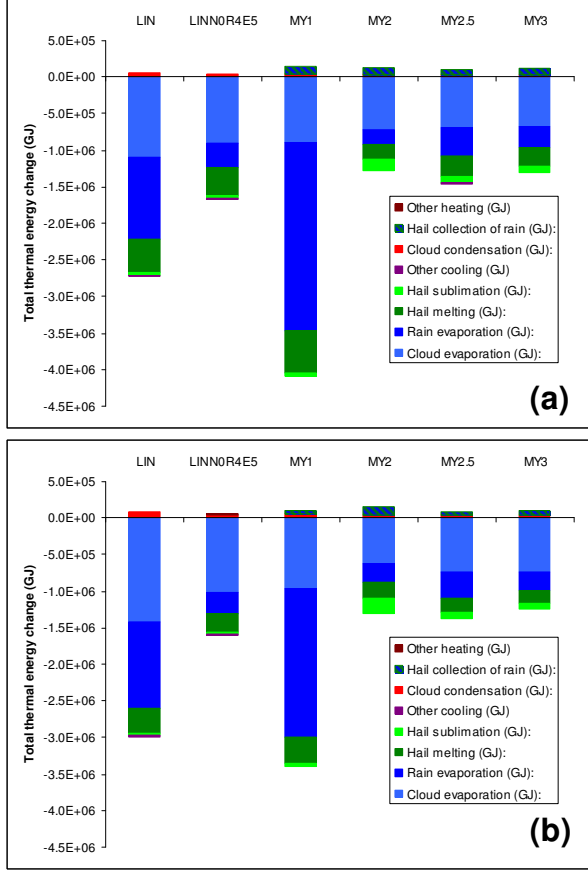 LIN LINN0R4E5 MY1 MY2 MY2.5 MY3
Total thermal energy change (GJ)
5.0E+05
0.0E+00
-5.0E+05
-1.0E+06
-1.5E+06
-2.0E+06
-2.5E+06
-3.0E+06
-3.5E+06
-4.0E+06
-4.5E+06
Other heating (GJ)
Hail collection of rain (GJ):
Cloud condensation (GJ):
Other cooling (GJ)
Hail sublimation (GJ):
Hail melting (GJ):
Rain evaporation (GJ):
Cloud evaporation (GJ):
(a)
LIN LINN0R4E5 MY1 MY2 MY2.5 MY3
Total thermal energy change (GJ)
5.0E+05
0.0E+00
-5.0E+05
-1.0E+06
-1.5E+06
-2.0E+06
-2.5E+06
-3.0E+06
-3.5E+06
-4.0E+06
-4.5E+06
Other heating (GJ)
Hail collection of rain (GJ):
Cloud condensation (GJ):
Other cooling (GJ)
Hail sublimation (GJ):
Hail melting (GJ):
Rain evaporation (GJ):
Cloud evaporation (GJ):
(b)